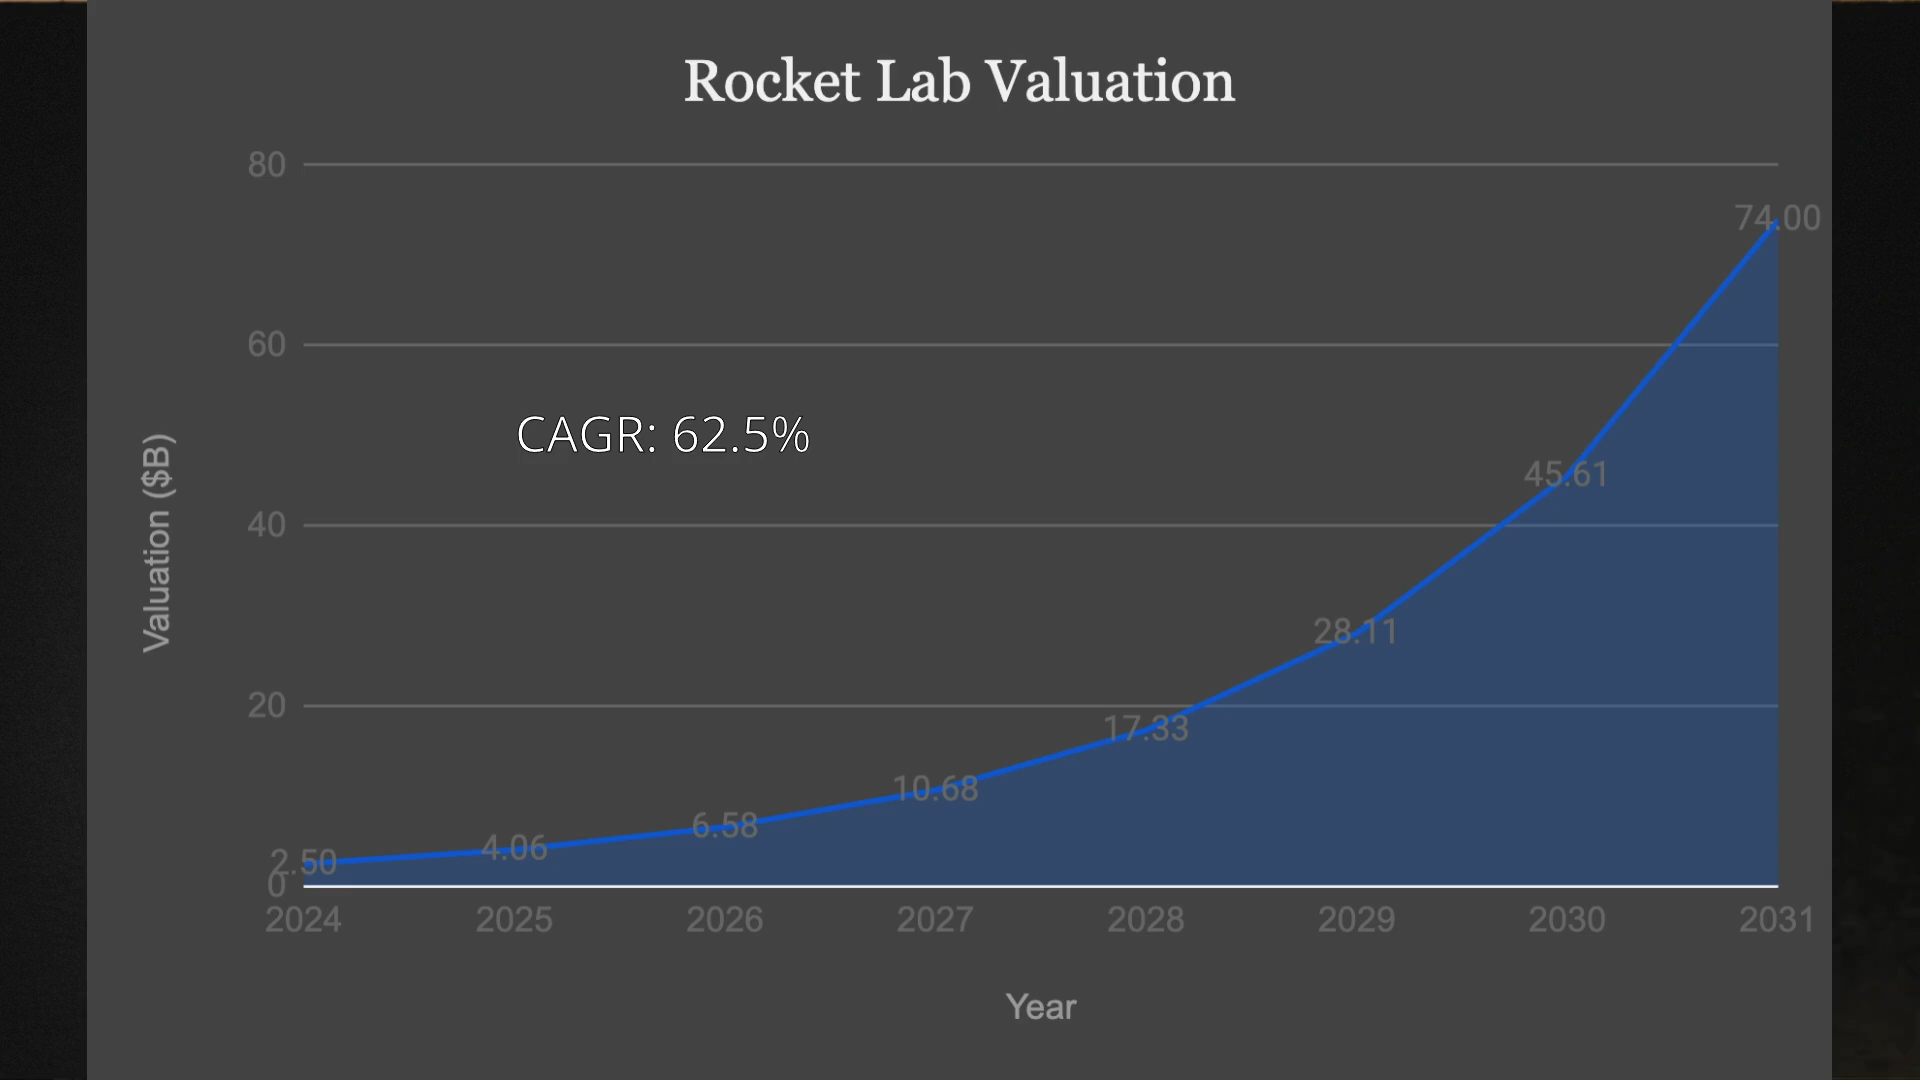 Rocket Lab Valuation
80
74.00
60
CAGR: 62.5%
Valuation ($B)
45.61
40
28.11
20
17.33
10.68
6.58
4.06
2.50
0
2024 2025 2026 2027 2028 2029 2030 2031
Year